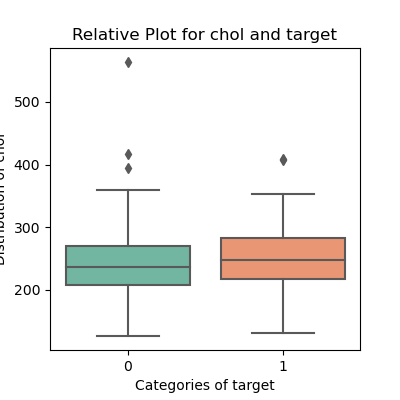 Relative Plot for chol and target
Distribution of chol
500
400
300
200
0
1
Categories of target